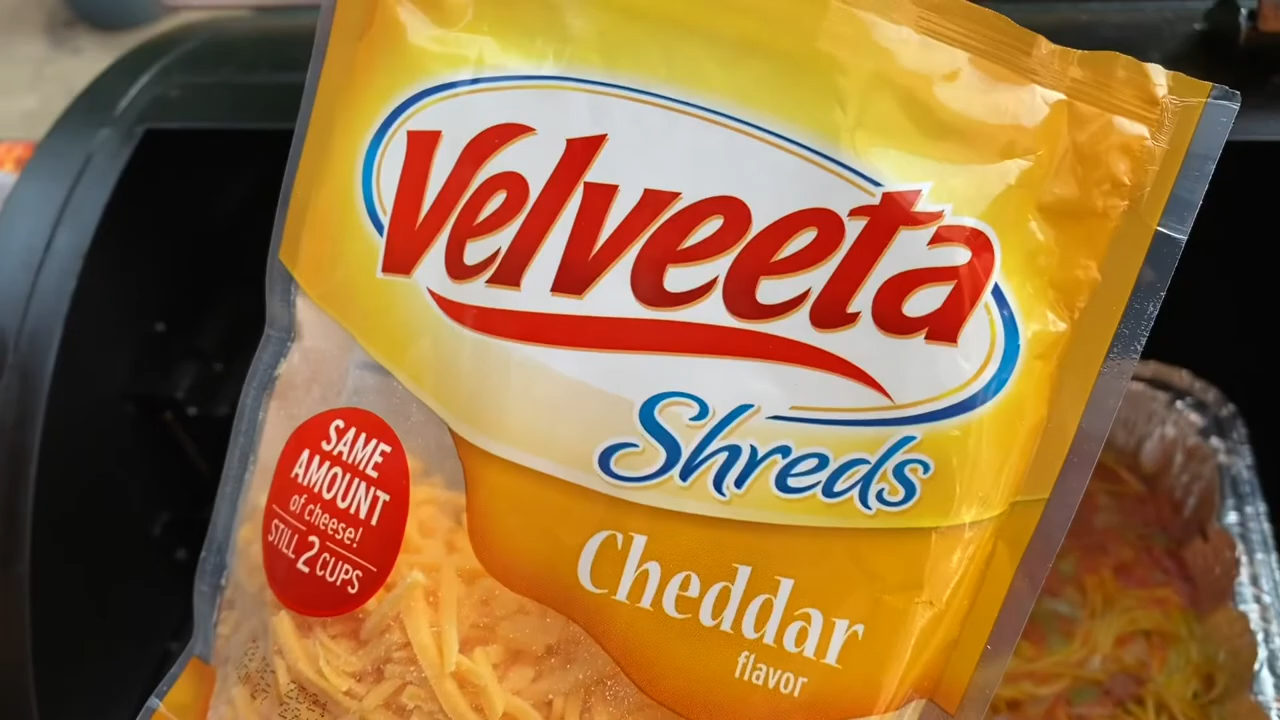 Velveeta
Shreds
Cheddar
flavor
SAME
AMOUNT
of cheese!
STILL 2 CUPS